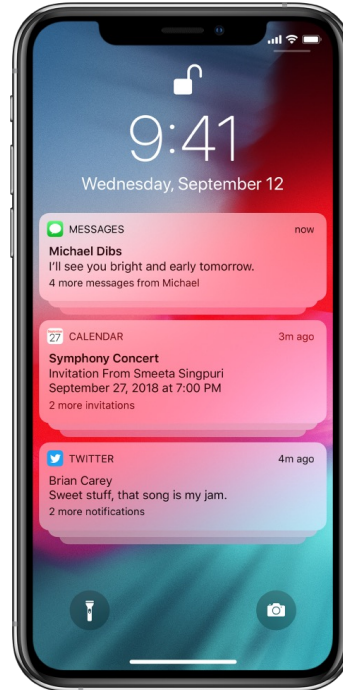 9:41
Wednesday, September 12
MESSAGES now
Michael Dibs
I'll see you bright and early tomorrow.
4 more messages from Michael
27 CALENDAR 3m ago
Symphony Concert
Invitation From Smeeta Singpuri
September 27, 2018 at 7:00 PM
2 more invitations
TWITTER 4m ago
Brian Carey
Sweet stuff, that song is my jam.
2 more notifications